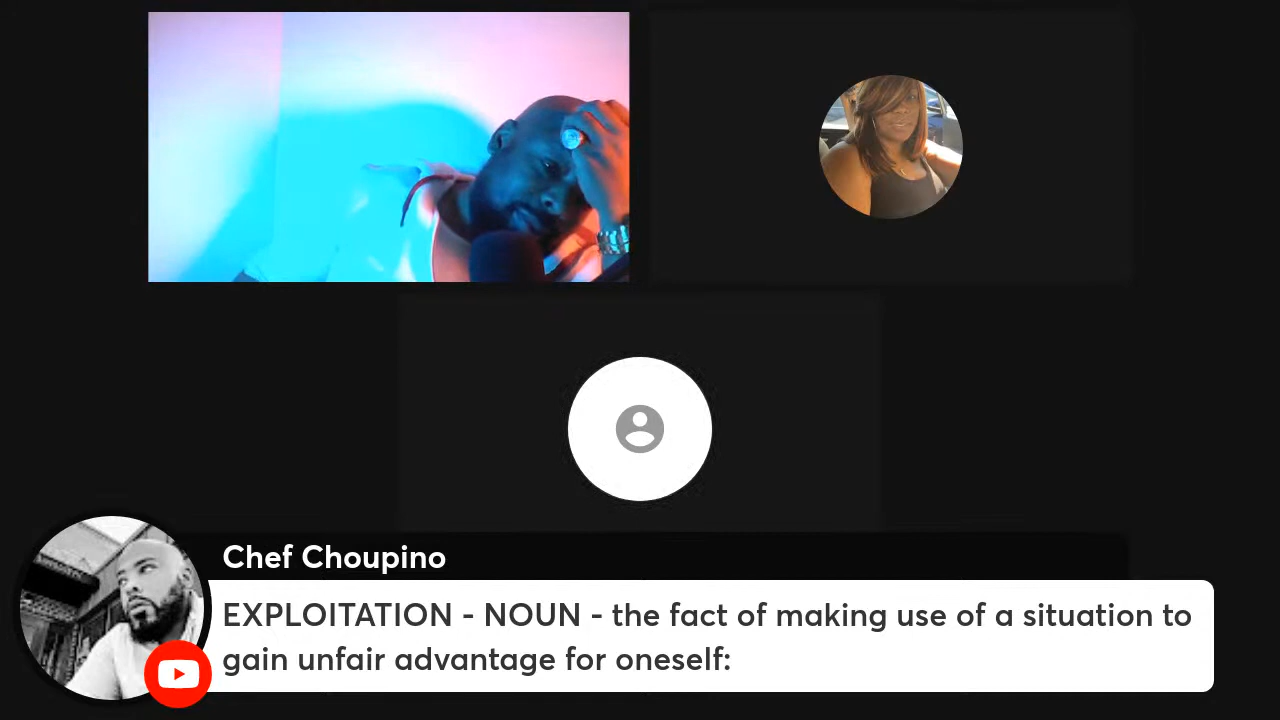 Chef Choupino
EXPLOITATION - NOUN - the fact of making use of a situation to
gain unfair advantage for oneself: